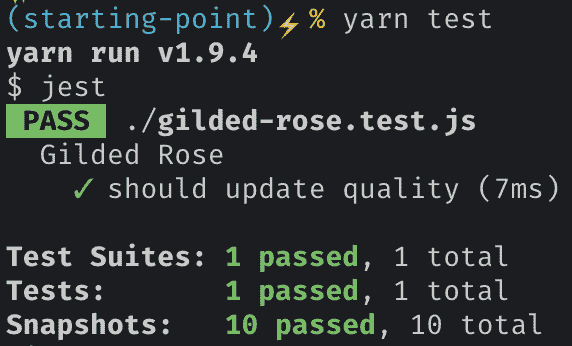 (starting-point)⚡% yarn test
yarn run v1.9.4
$ jest
PASS ./gilded-rose.test.js
Gilded Rose
✓ should update quality (7ms)
Test Suites: 1 passed, 1 total
Tests: 1 passed, 1 total
Snapshots: 10 passed, 10 total